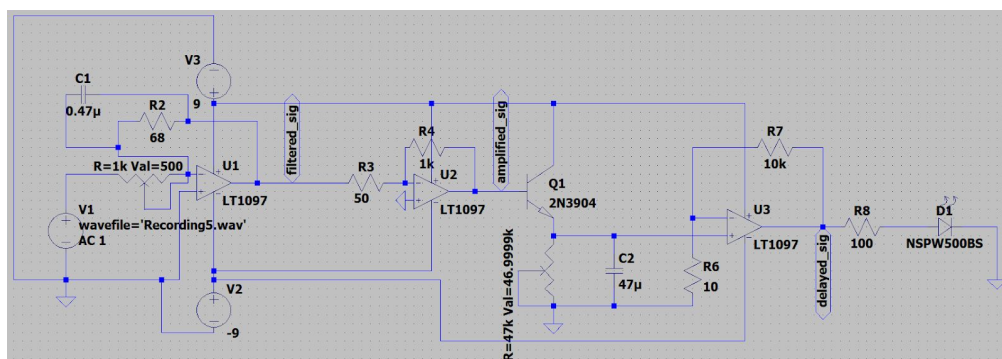 V3
9
C1
0.47µ
R2
68
R=1k Val=500
U1
LT1097
V1
wavefile='Recording5.wav'
AC 1
V2
-9
filtered_sig
R3
50
R4
1k
U2
LT1097
amplified_sig
Q1
2N3904
R=47k Val=46.9999k
C2
47µ
R6
10
R7
10k
U3
LT1097
delayed_sig
R8
100
D1
NSPW500BS